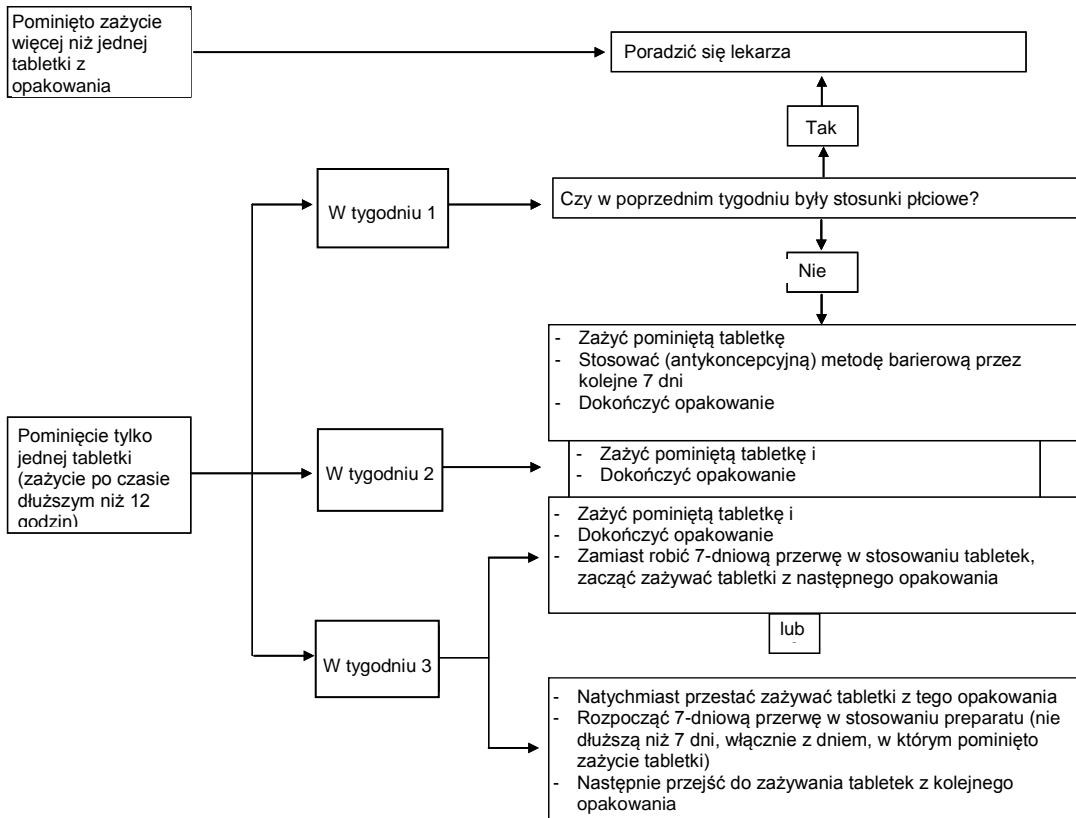 Pominięto zażycie
więcej niż jednej
tabletki z
opakowania
Poradzić się lekarza
Tak
W tygodniu 1
Czy w poprzednim tygodniu były stosunki płciowe?
Nie
- Zażyć pominiętą tabletkę
- Stosować (antykoncepcyjną) metodę barierową przez
kolejne 7 dni
- Dokończyć opakowanie
Pominięcie tylko
jednej tabletki
(zażycie po czasie
dłuższym niż 12
godzin)
W tygodniu 2
- Zażyć pominiętą tabletkę i
- Dokończyć opakowanie
- Zażyć pominiętą tabletkę i
- Dokończyć opakowanie
- Zamiast robić 7-dniową przerwę w stosowaniu tabletek,
zacząć zażywać tabletki z następnego opakowania
lub
W tygodniu 3
- Natychmiast przestać zażywać tabletki z tego opakowania
- Rozpocząć 7-dniową przerwę w stosowaniu preparatu (nie
dłuższą niż 7 dni, włącznie z dniem, w którym pominięto
zażycie tabletki)
- Następnie przejść do zażywania tabletek z kolejnego
opakowania